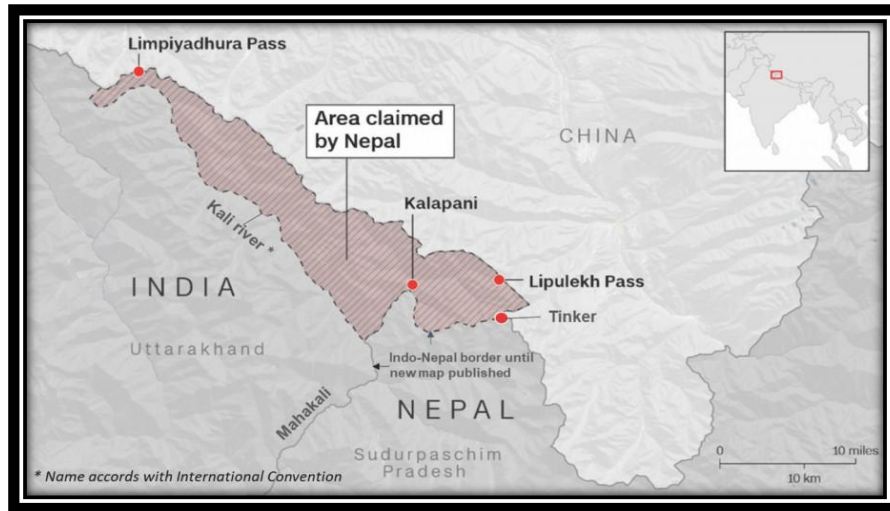 Limpiyadhura Pass
Area claimed
by Nepal
CHINA
Kalapani
Kali river *
INDIA
Lipulekh Pass
Tinker
Uttarakhand
Indo-Nepal border until
new map published
Mahakali
NEPAL
Sudurpaschim
Pradesh
0 10 miles
10 km
* Name accords with International Convention